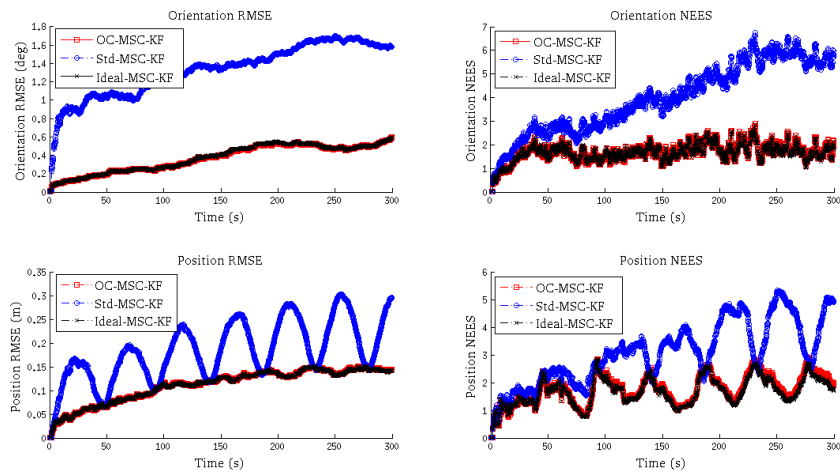 Orientation RMSE
Orientation RMSE (deg)
1.8
1.6
1.4
1.2
1
0.8
0.6
0.4
0.2
0
OC-MSC-KF
Std-MSC-KF
Ideal-MSC-KF
0 50 100 150 200 250 300
Time (s)
Orientation NEES
Orientation NEES
7
6
5
4
3
2
1
0
OC-MSC-KF
Std-MSC-KF
Ideal-MSC-KF
0 50 100 150 200 250 300
Time (s)
Position RMSE
Position RMSE (m)
0.35
0.3
0.25
0.2
0.15
0.1
0.05
0
OC-MSC-KF
Std-MSC-KF
Ideal-MSC-KF
0 50 100 150 200 250 300
Time (s)
Position NEES
Position NEES
6
5
4
3
2
1
0
OC-MSC-KF
Std-MSC-KF
Ideal-MSC-KF
0 50 100 150 200 250 300
Time (s)